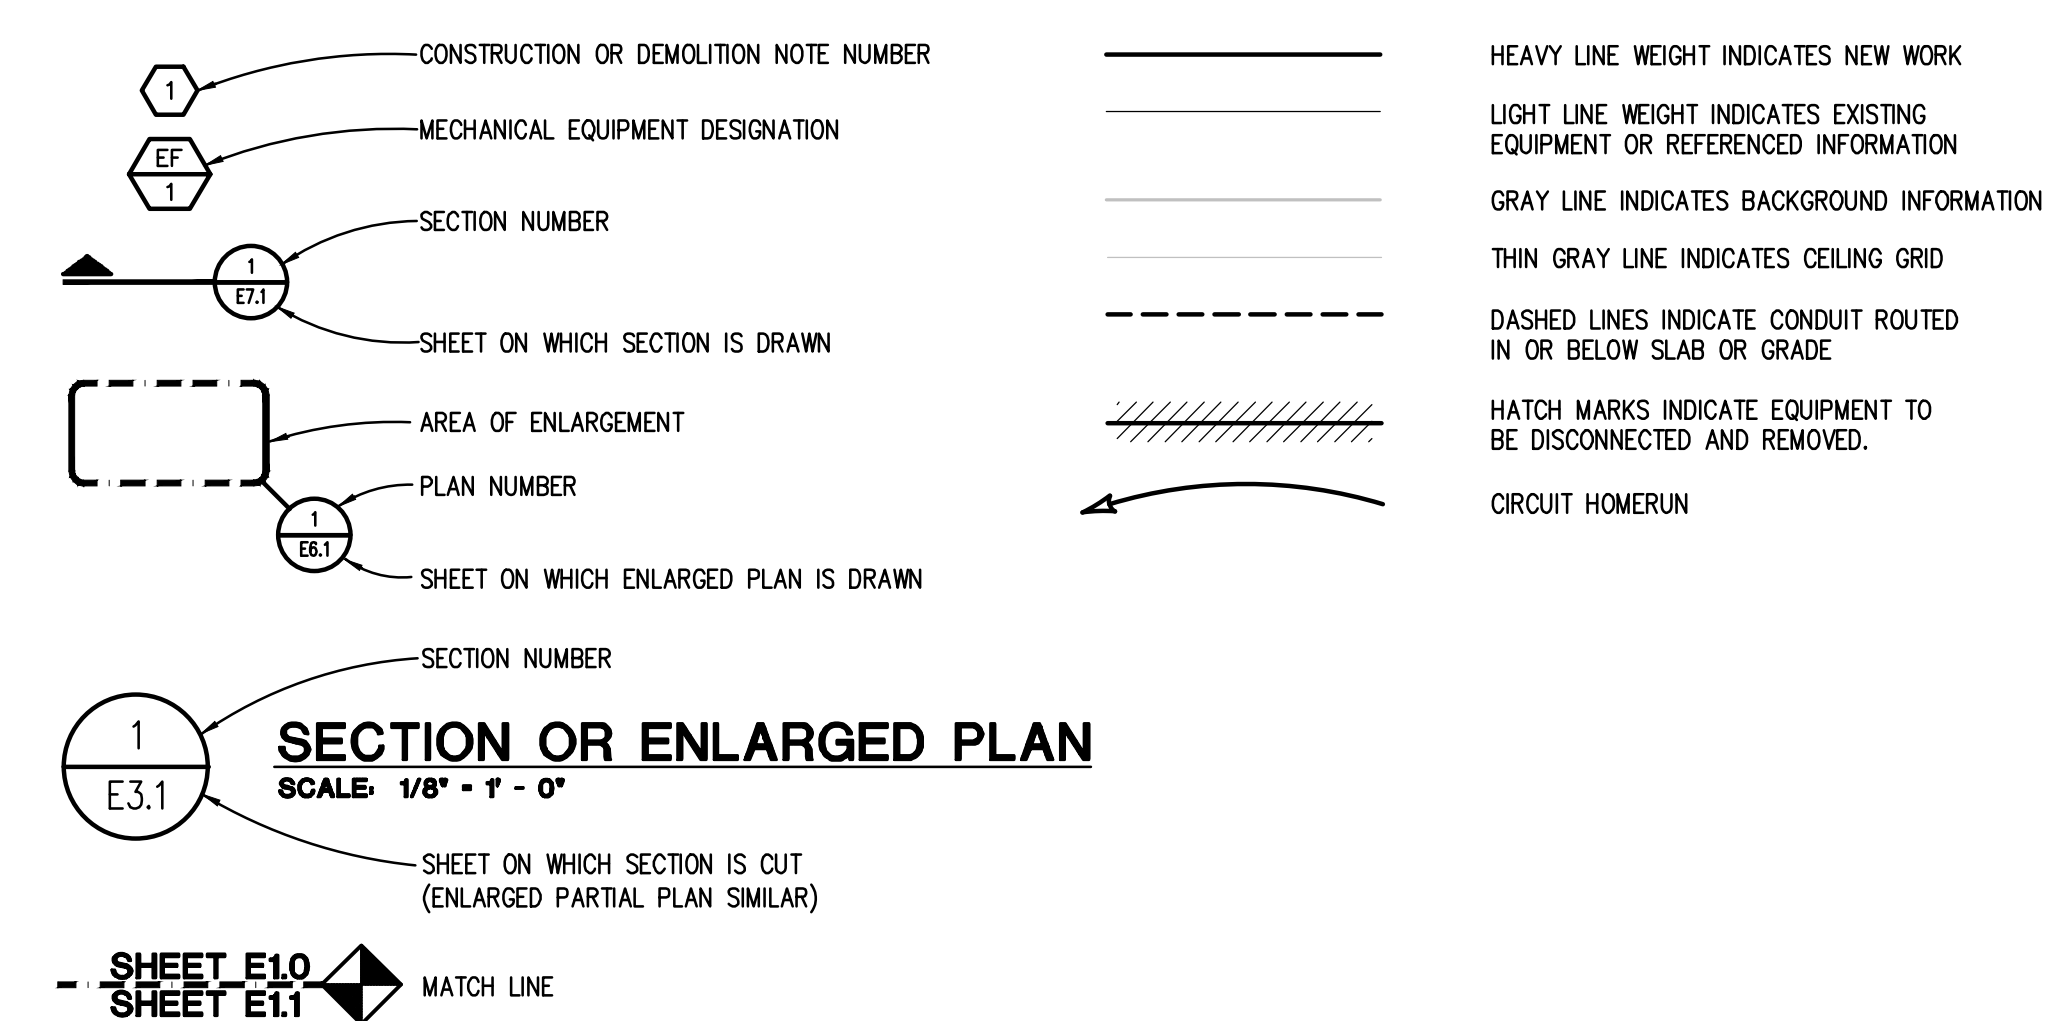 CONSTRUCTION OR DEMOLITION NOTE NUMBER
1
MECHANICAL EQUIPMENT DESIGNATION
EF
1
SECTION NUMBER
1
E7.1
SHEET ON WHICH SECTION IS DRAWN
AREA OF ENLARGEMENT
PLAN NUMBER
1
E6.1
SHEET ON WHICH ENLARGED PLAN IS DRAWN
SECTION NUMBER
1
E3.1
SECTION OR ENLARGED PLAN
SCALE: 1/8" = 1' - 0"
SHEET ON WHICH SECTION IS CUT
(ENLARGED PARTIAL PLAN SIMILAR)
SHEET E1.0
SHEET E1.1
MATCH LINE
HEAVY LINE WEIGHT INDICATES NEW WORK
LIGHT LINE WEIGHT INDICATES EXISTING
EQUIPMENT OR REFERENCED INFORMATION
GRAY LINE INDICATES BACKGROUND INFORMATION
THIN GRAY LINE INDICATES CEILING GRID
DASHED LINES INDICATE CONDUIT ROUTED
IN OR BELOW SLAB OR GRADE
HATCH MARKS INDICATE EQUIPMENT TO
BE DISCONNECTED AND REMOVED.
CIRCUIT HOMERUN